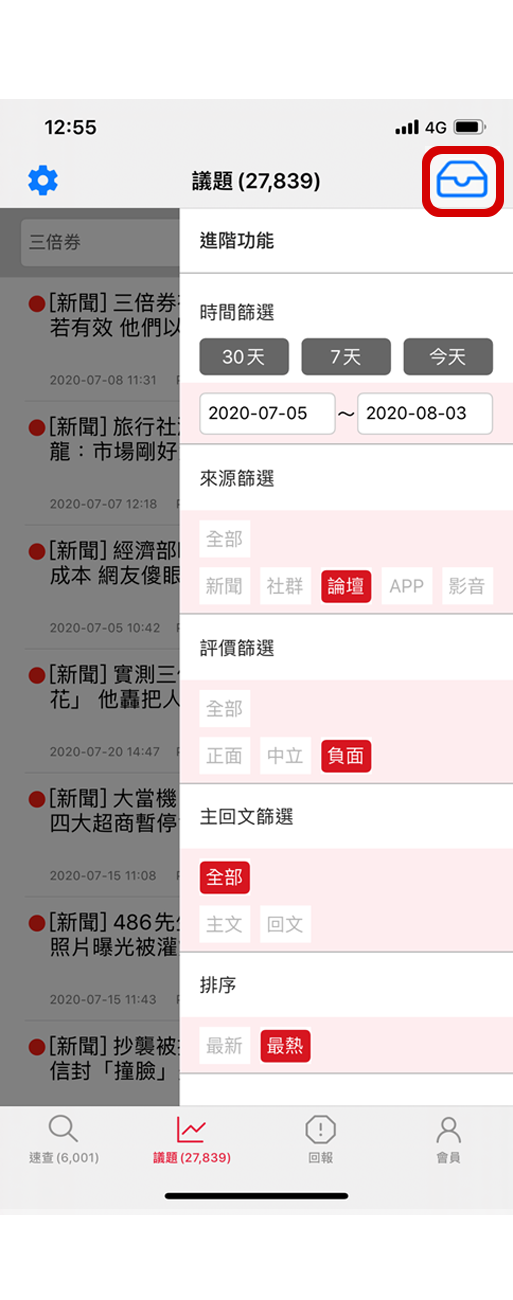 12:55
4G
議題 (27,839)
三倍券
[新聞] 三倍券
若有效 他們以
2020-07-08 11:31
[新聞] 旅行社
龍：市場剛好
2020-07-07 12:18
[新聞] 經濟部
成本 網友傻眼
2020-07-05 10:42
[新聞] 實測三
花」 他轟把人
2020-07-20 14:47
[新聞] 大當機
四大超商暫停
2020-07-15 11:08
[新聞] 486先
照片曝光被灌
2020-07-15 11:43
[新聞] 抄襲被
信封「撞臉」
進階功能
時間篩選
30天 7天 今天
2020-07-05 ～ 2020-08-03
來源篩選
全部
新聞 社群 論壇 APP 影音
評價篩選
全部
正面 中立 負面
主回文篩選
全部
主文 回文
排序
最新 最熱
速查 (6,001) 議題 (27,839) 回報 會員